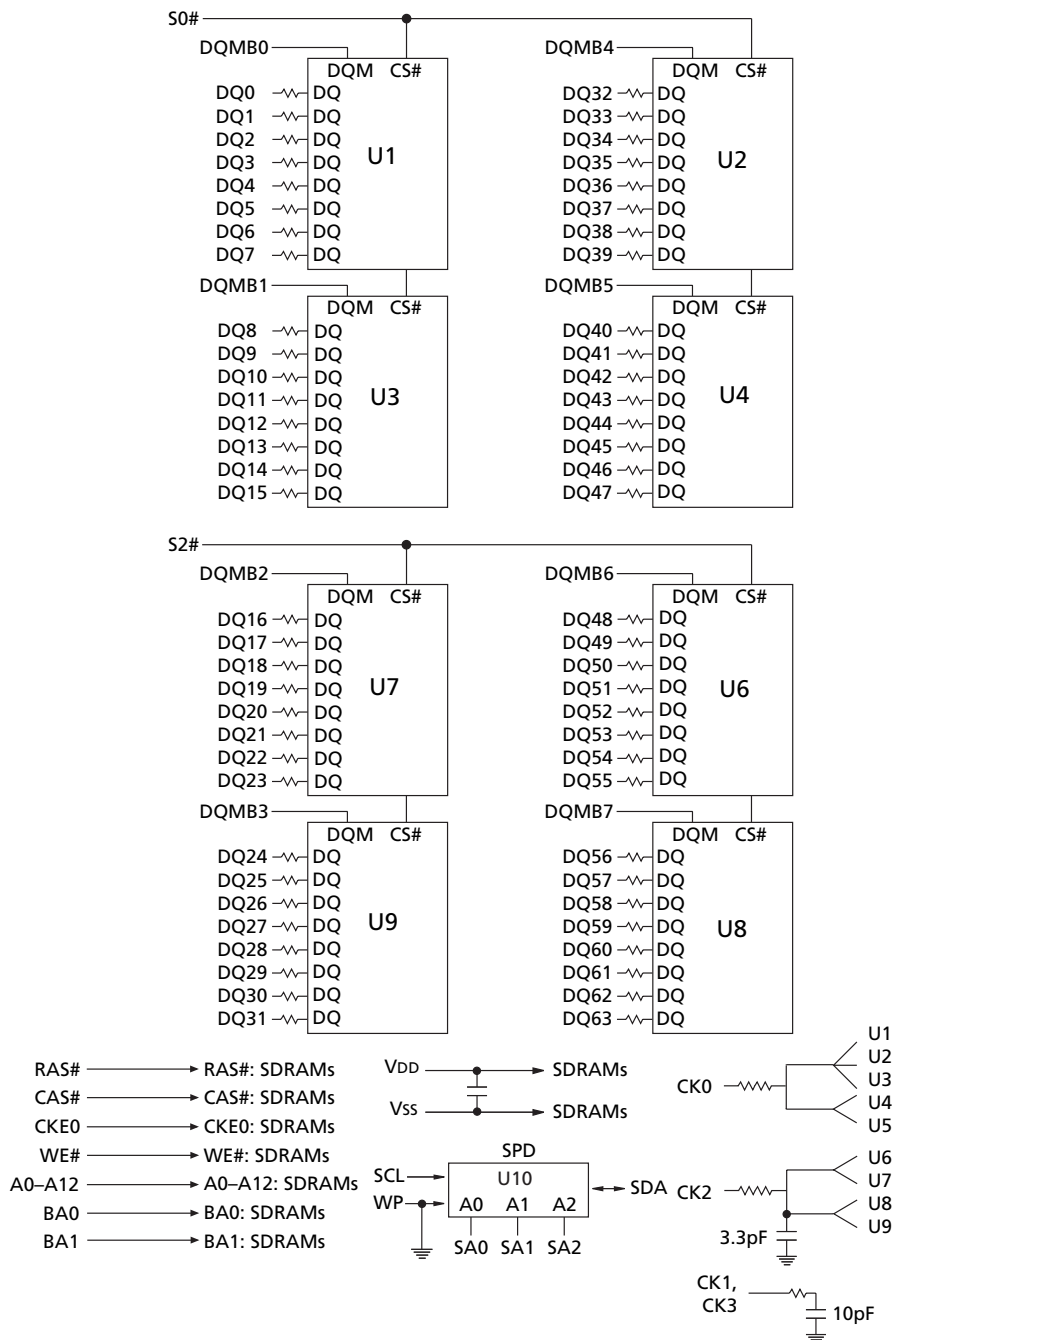 S0#
DQMB0
DQM CS#
DQ0 DQ
DQ1 DQ
DQ2 DQ
DQ3 DQ
DQ4 DQ
DQ5 DQ
DQ6 DQ
DQ7 DQ
U1
DQMB4
DQM CS#
DQ32 DQ
DQ33 DQ
DQ34 DQ
DQ35 DQ
DQ36 DQ
DQ37 DQ
DQ38 DQ
DQ39 DQ
U2
DQMB1
DQM CS#
DQ8 DQ
DQ9 DQ
DQ10 DQ
DQ11 DQ
DQ12 DQ
DQ13 DQ
DQ14 DQ
DQ15 DQ
U3
DQMB5
DQM CS#
DQ40 DQ
DQ41 DQ
DQ42 DQ
DQ43 DQ
DQ44 DQ
DQ45 DQ
DQ46 DQ
DQ47 DQ
U4
S2#
DQMB2
DQM CS#
DQ16 DQ
DQ17 DQ
DQ18 DQ
DQ19 DQ
DQ20 DQ
DQ21 DQ
DQ22 DQ
DQ23 DQ
U7
DQMB6
DQM CS#
DQ48 DQ
DQ49 DQ
DQ50 DQ
DQ51 DQ
DQ52 DQ
DQ53 DQ
DQ54 DQ
DQ55 DQ
U6
DQMB3
DQM CS#
DQ24 DQ
DQ25 DQ
DQ26 DQ
DQ27 DQ
DQ28 DQ
DQ29 DQ
DQ30 DQ
DQ31 DQ
U9
DQMB7
DQM CS#
DQ56 DQ
DQ57 DQ
DQ58 DQ
DQ59 DQ
DQ60 DQ
DQ61 DQ
DQ62 DQ
DQ63 DQ
U8
RAS# RAS#: SDRAMs
CAS# CAS#: SDRAMs
CKE0 CKE0: SDRAMs
WE# WE#: SDRAMs
A0–A12 A0–A12: SDRAMs
BA0 BA0: SDRAMs
BA1 BA1: SDRAMs
VDD SDRAMs
VSS SDRAMs
SPD
U10
SCL
WP
A0 A1 A2
SDA
SA0 SA1 SA2
CK0
U1
U2
U3
U4
U5
CK2
U6
U7
U8
U9
3.3pF
CK1,
CK3
10pF